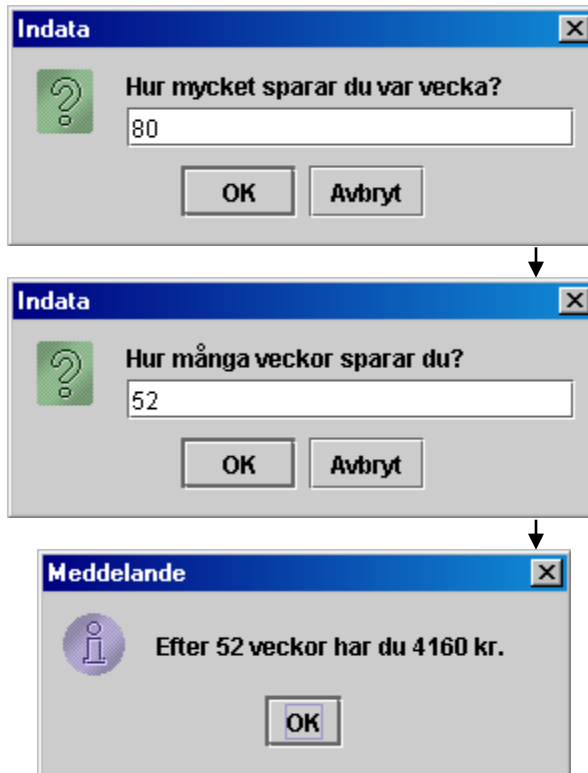 Indata
Hur mycket sparar du var vecka?
80
OK Avbryt
Indata
Hur många veckor sparar du?
52
OK Avbryt
Meddelande
Efter 52 veckor har du 4160 kr.
OK